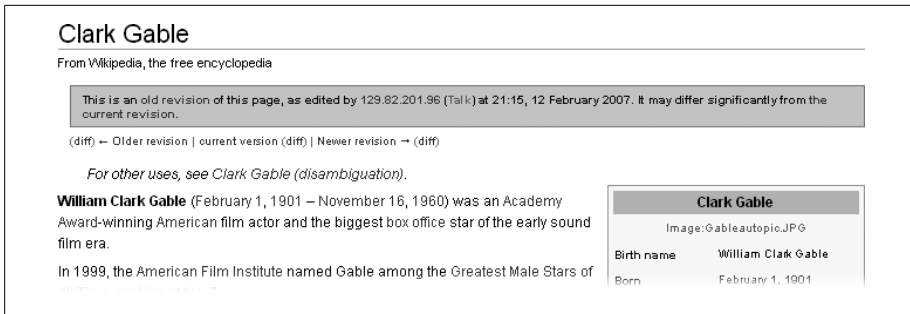 Clark Gable
From Wikipedia, the free encyclopedia
This is an old revision of this page, as edited by 129.82.201.96 (Talk) at 21:15, 12 February 2007. It may differ significantly from the
current revision.
(diff) ← Older revision | current version (diff) | Newer revision → (diff)
For other uses, see Clark Gable (disambiguation).
William Clark Gable (February 1, 1901 – November 16, 1960) was an Academy
Award-winning American film actor and the biggest box office star of the early sound
film era.
In 1999, the American Film Institute named Gable among the Greatest Male Stars of
Clark Gable
Image:Gableautopic.JPG
Birth name William Clark Gable
Born February 1, 1901